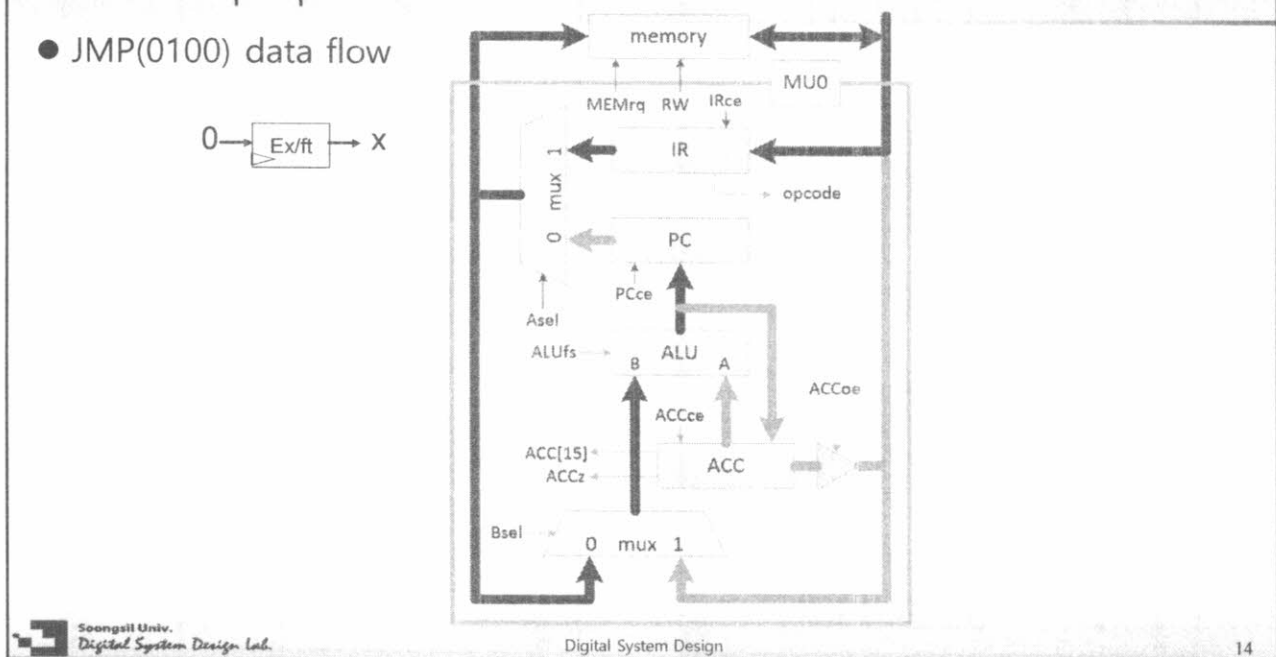 ● JMP(0100) data flow
0 Ex/ft x
memory
MU0
MEMrq RW IRce
IR
1
mux
0
opcode
PC
PCce
Asel
ALUfs
ALU
B A
ACCoe
ACCce
ACC[15]
ACCz
ACC
Bsel
0 mux 1
Soongsil Univ.
Digital System Design Lab.
Digital System Design
14